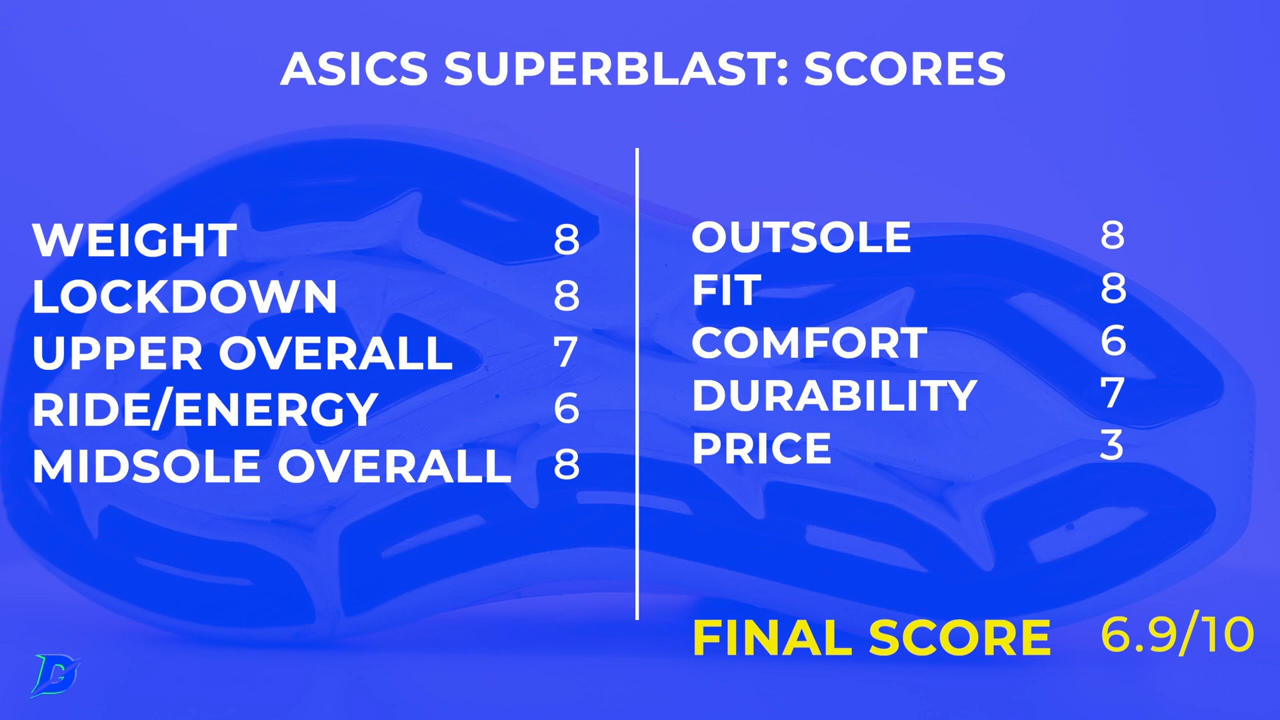 ASICS SUPERBLAST: SCORES
WEIGHT 8
LOCKDOWN 8
UPPER OVERALL 7
RIDE/ENERGY 6
MIDSOLE OVERALL 8
OUTSOLE 8
FIT 8
COMFORT 6
DURABILITY 7
PRICE 3
FINAL SCORE 6.9/10